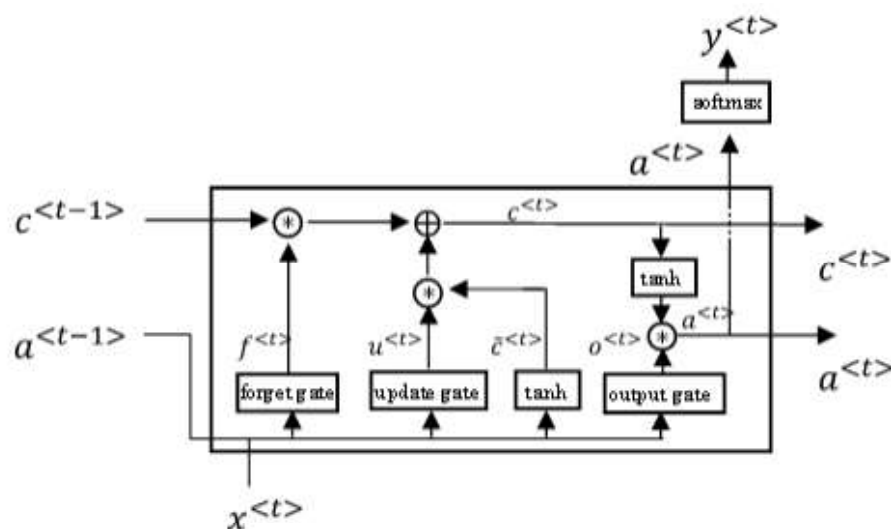 y<t>
softmax
a<t>
c<t-1>
*
+
c<t>
tanh
c<t>
*
a<t-1>
f<t>
u<t>
c̃<t>
o<t>
*
a<t>
a<t>
forget gate
update gate
tanh
output gate
x<t>